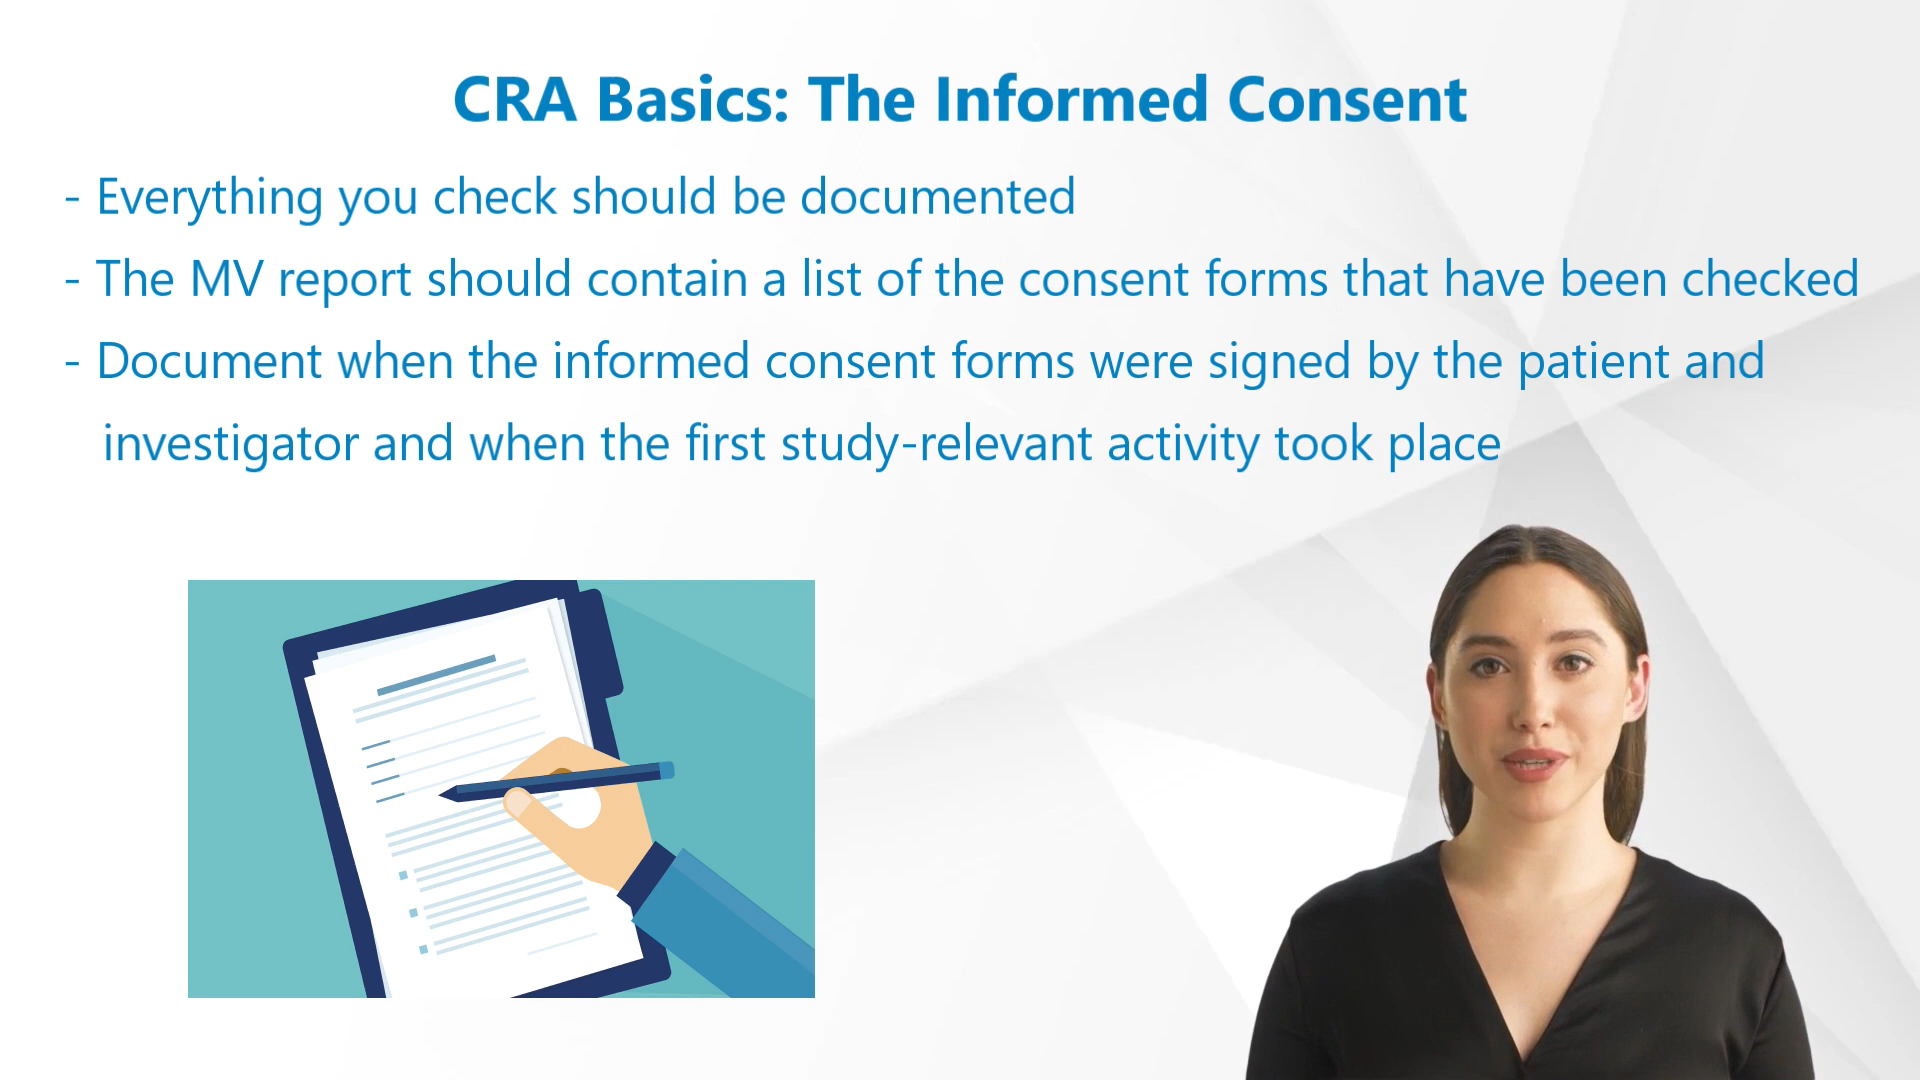 CRA Basics: The Informed Consent
- Everything you check should be documented
- The MV report should contain a list of the consent forms that have been checked
- Document when the informed consent forms were signed by the patient and
investigator and when the first study-relevant activity took place